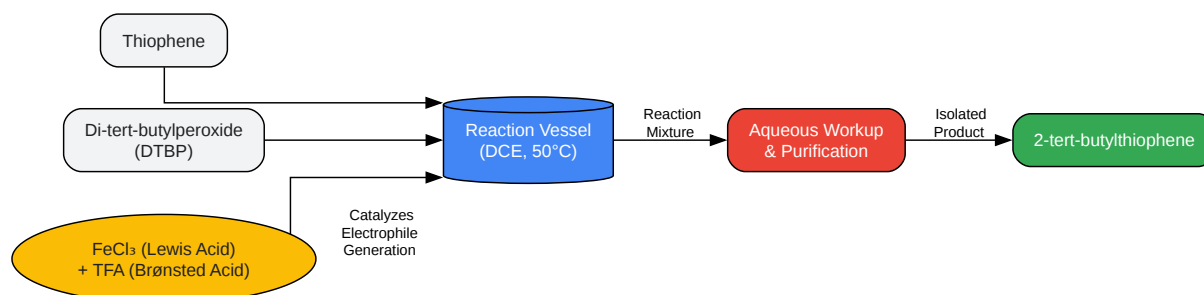 Thiophene
Di-tert-butylperoxide
(DTBP)
FeCl₃ (Lewis Acid)
+ TFA (Brønsted Acid)
Catalyzes
Electrophile
Generation
Reaction Vessel
(DCE, 50°C)
Reaction
Mixture
Aqueous Workup
& Purification
Isolated
Product
2-tert-butylthiophene